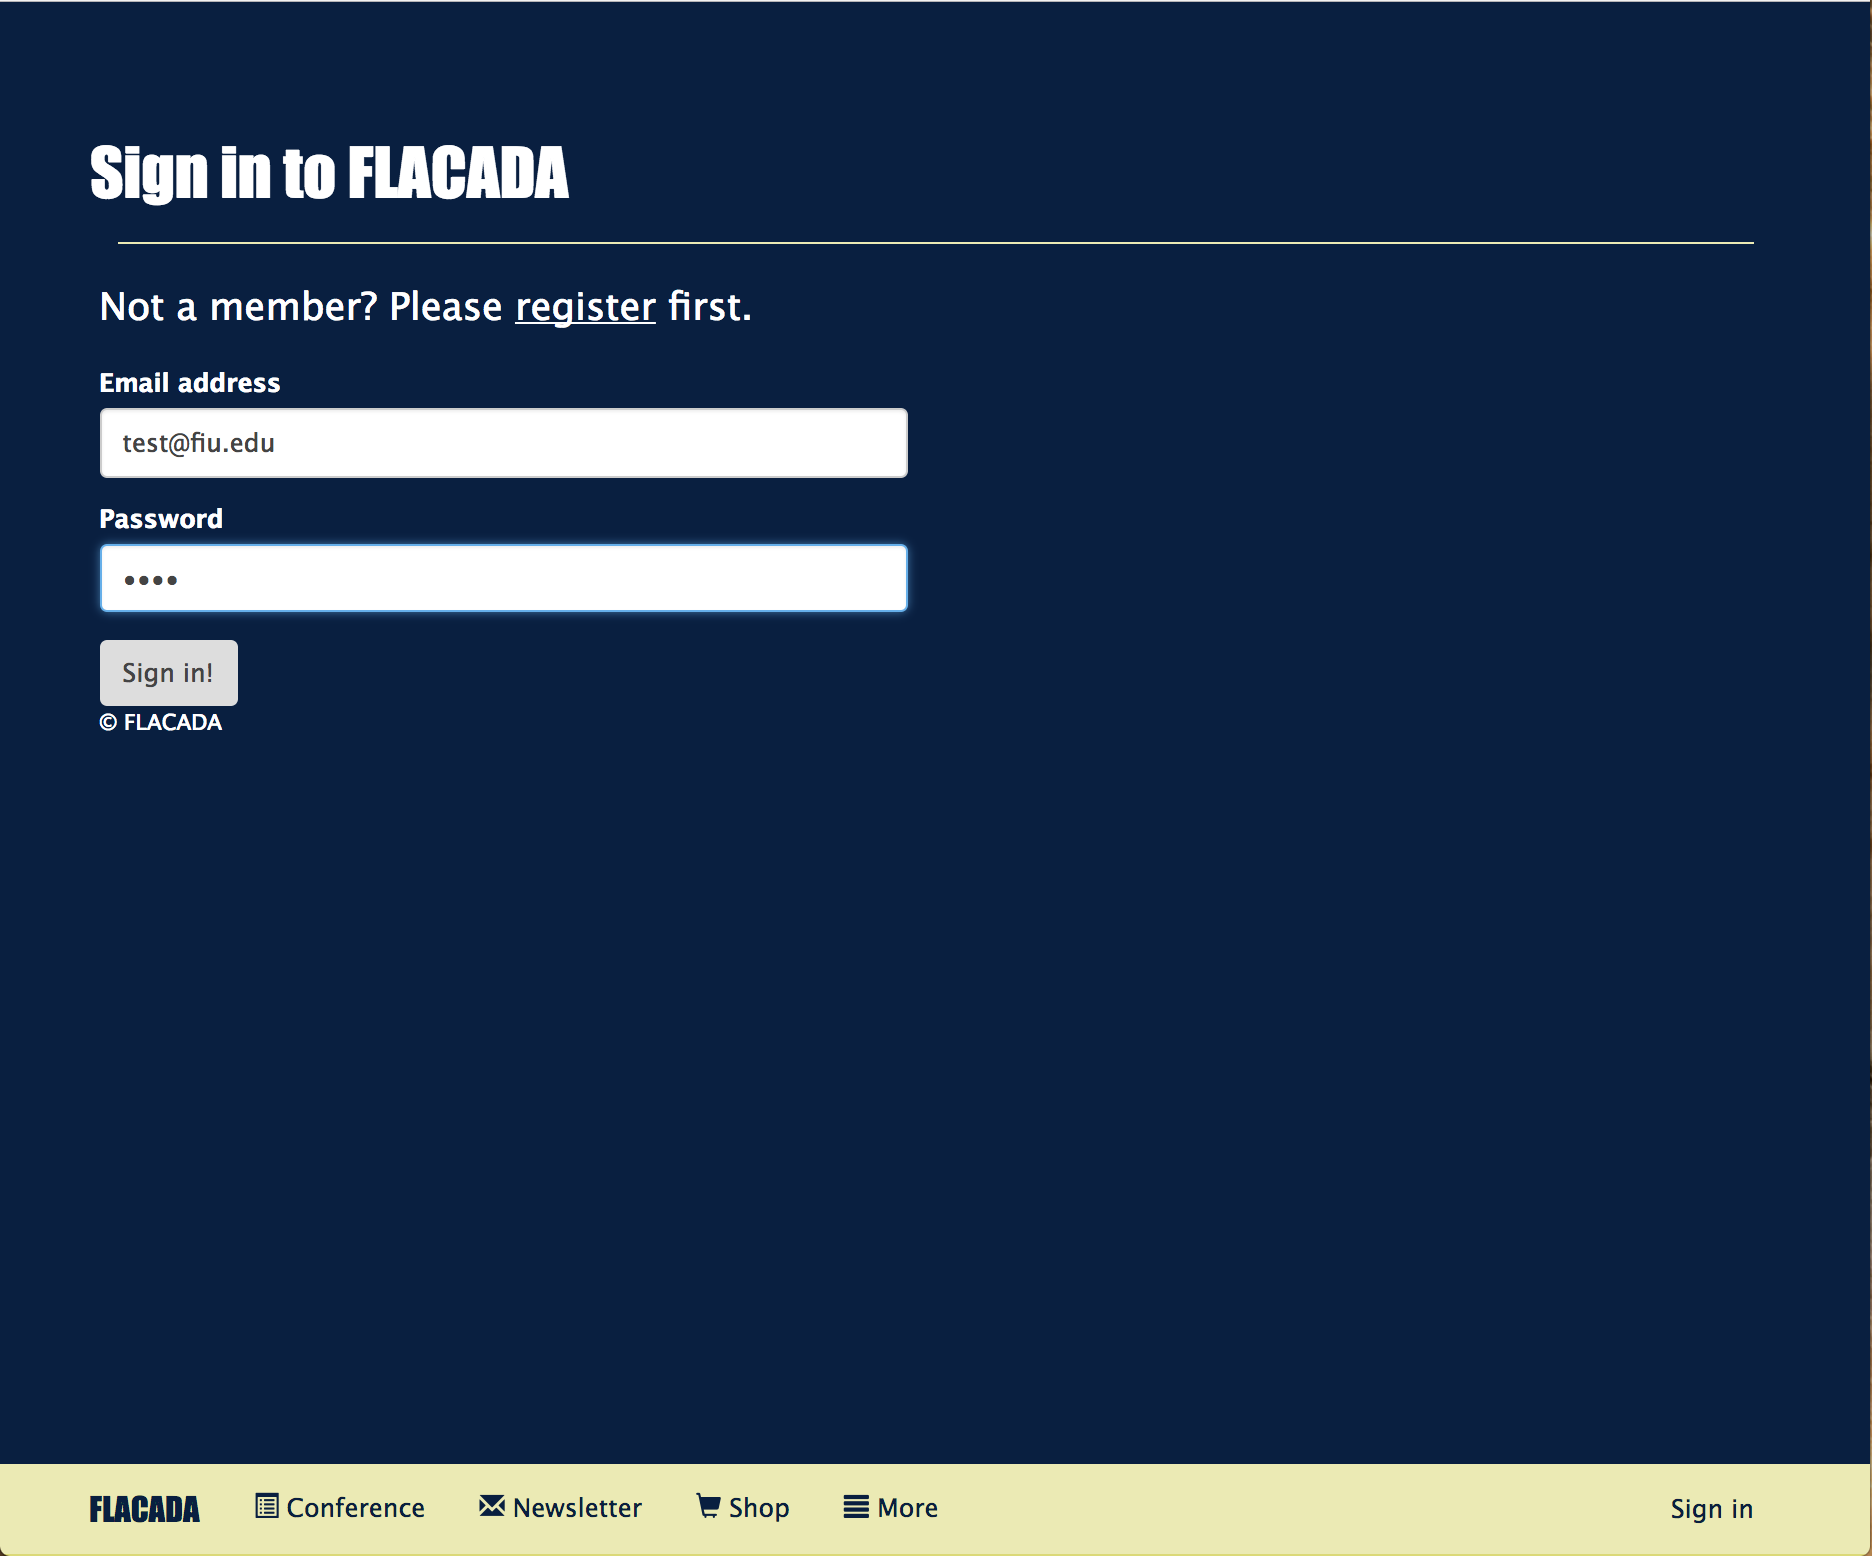 Sign in to FLACADA
Not a member? Please register first.
Email address
test@fiu.edu
Password
••••
Sign in!
© FLACADA
FLACADA Conference Newsletter Shop More Sign in